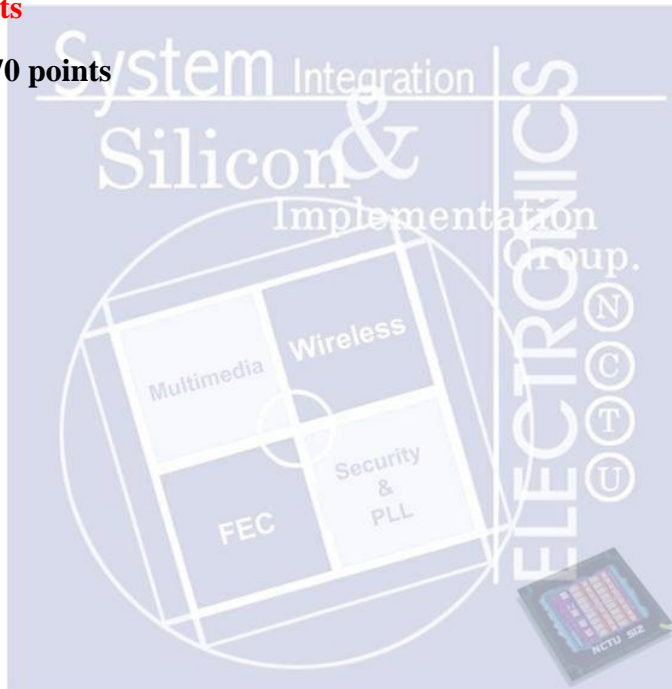 ts
70 points
System Integration
Silicon &
Implementation
Group.
ELECTRONICS
N
C
T
U
Multimedia
Wireless
FEC
Security
&
PLL
NCTU SI2